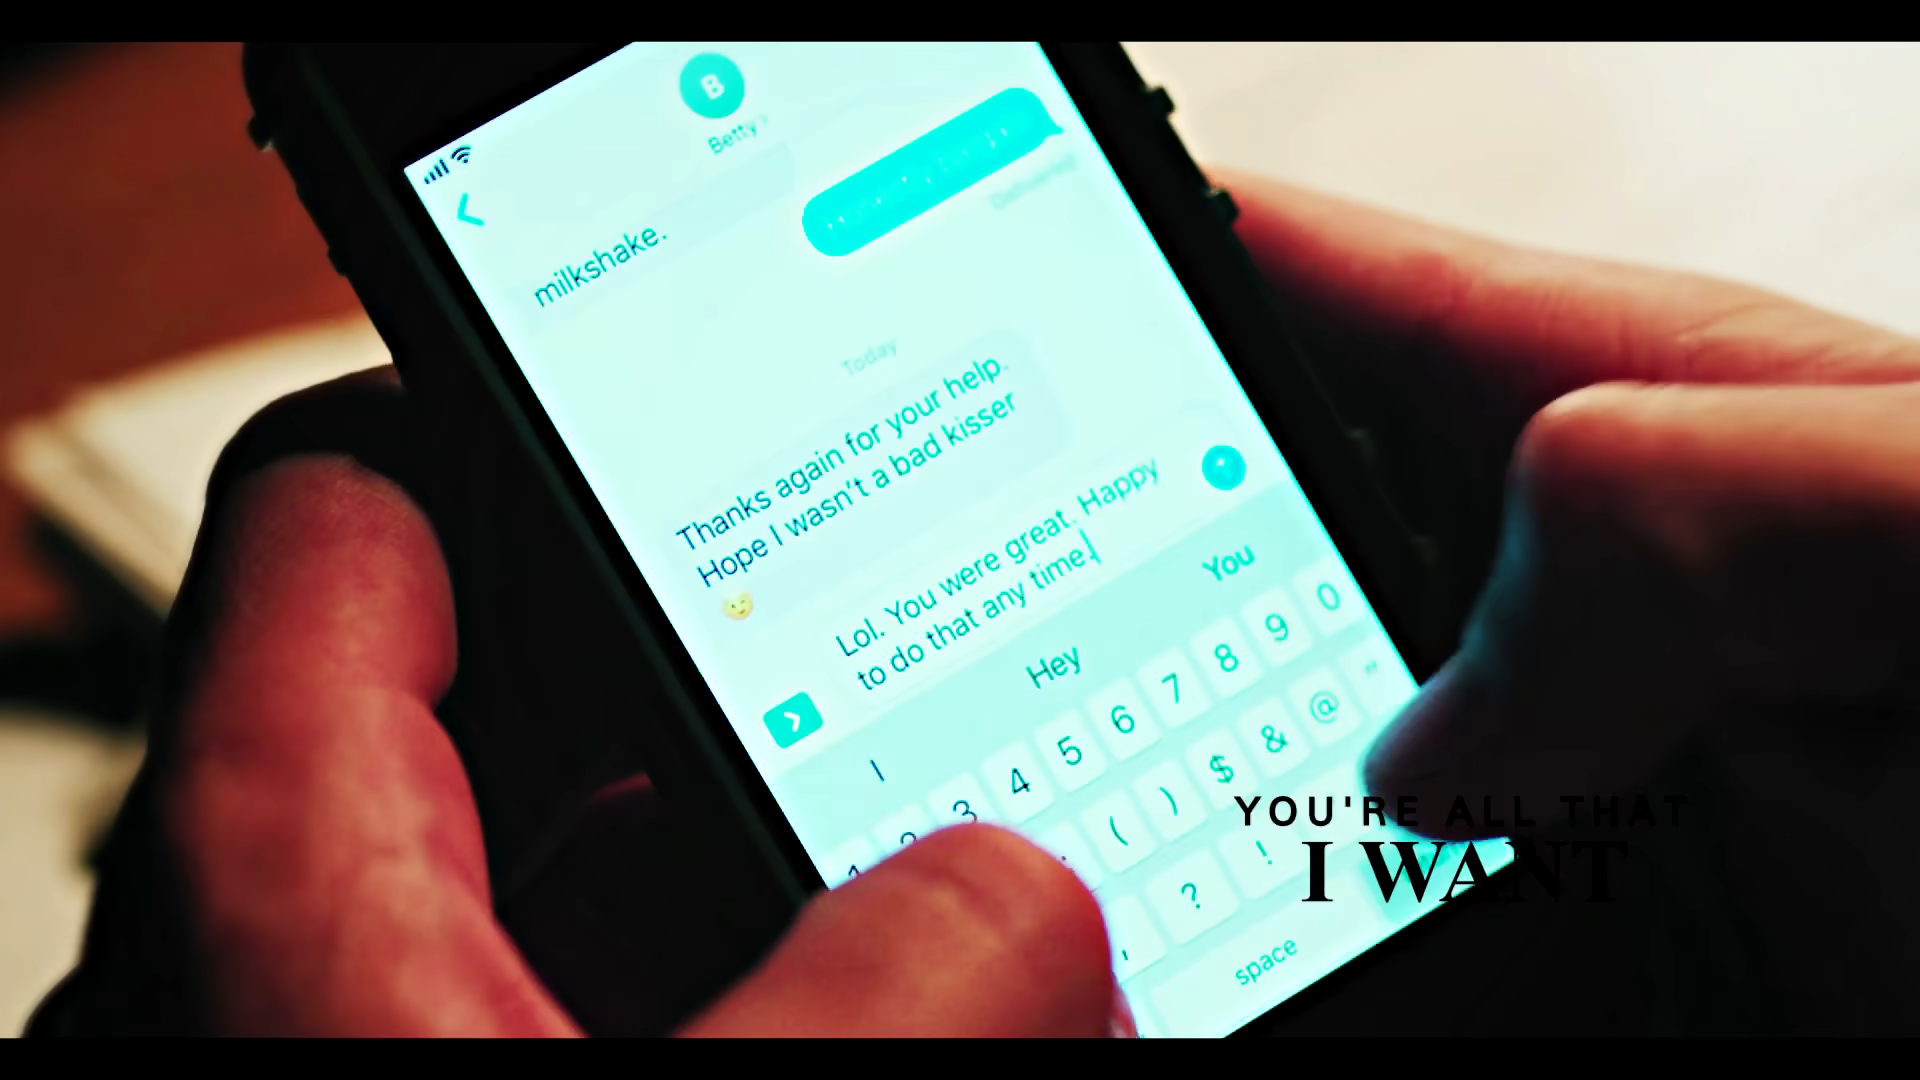 B
Betty
milkshake.
Today
Thanks again for your help.
Hope I wasn't a bad kisser
Lol. You were great. Happy
to do that any time.
I
Hey
You
1 2 3 4 5 6 7 8 9 0
( ) $ & @ "
, ? !
space
YOU'RE ALL THAT
I WANT